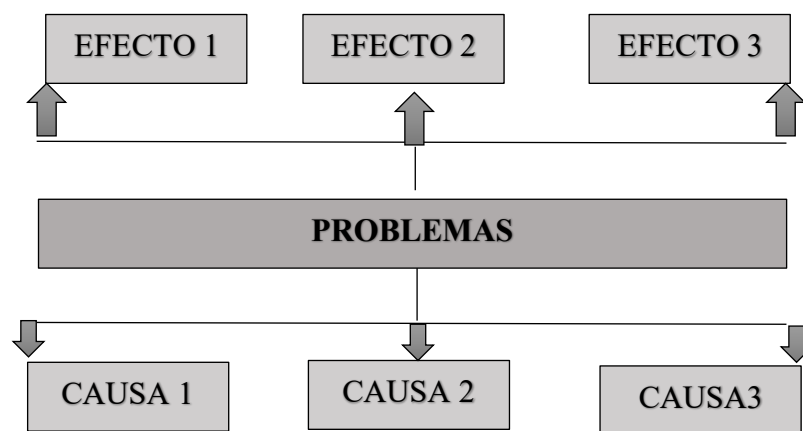 EFECTO 1 EFECTO 2 EFECTO 3
PROBLEMAS
CAUSA 1 CAUSA 2 CAUSA3